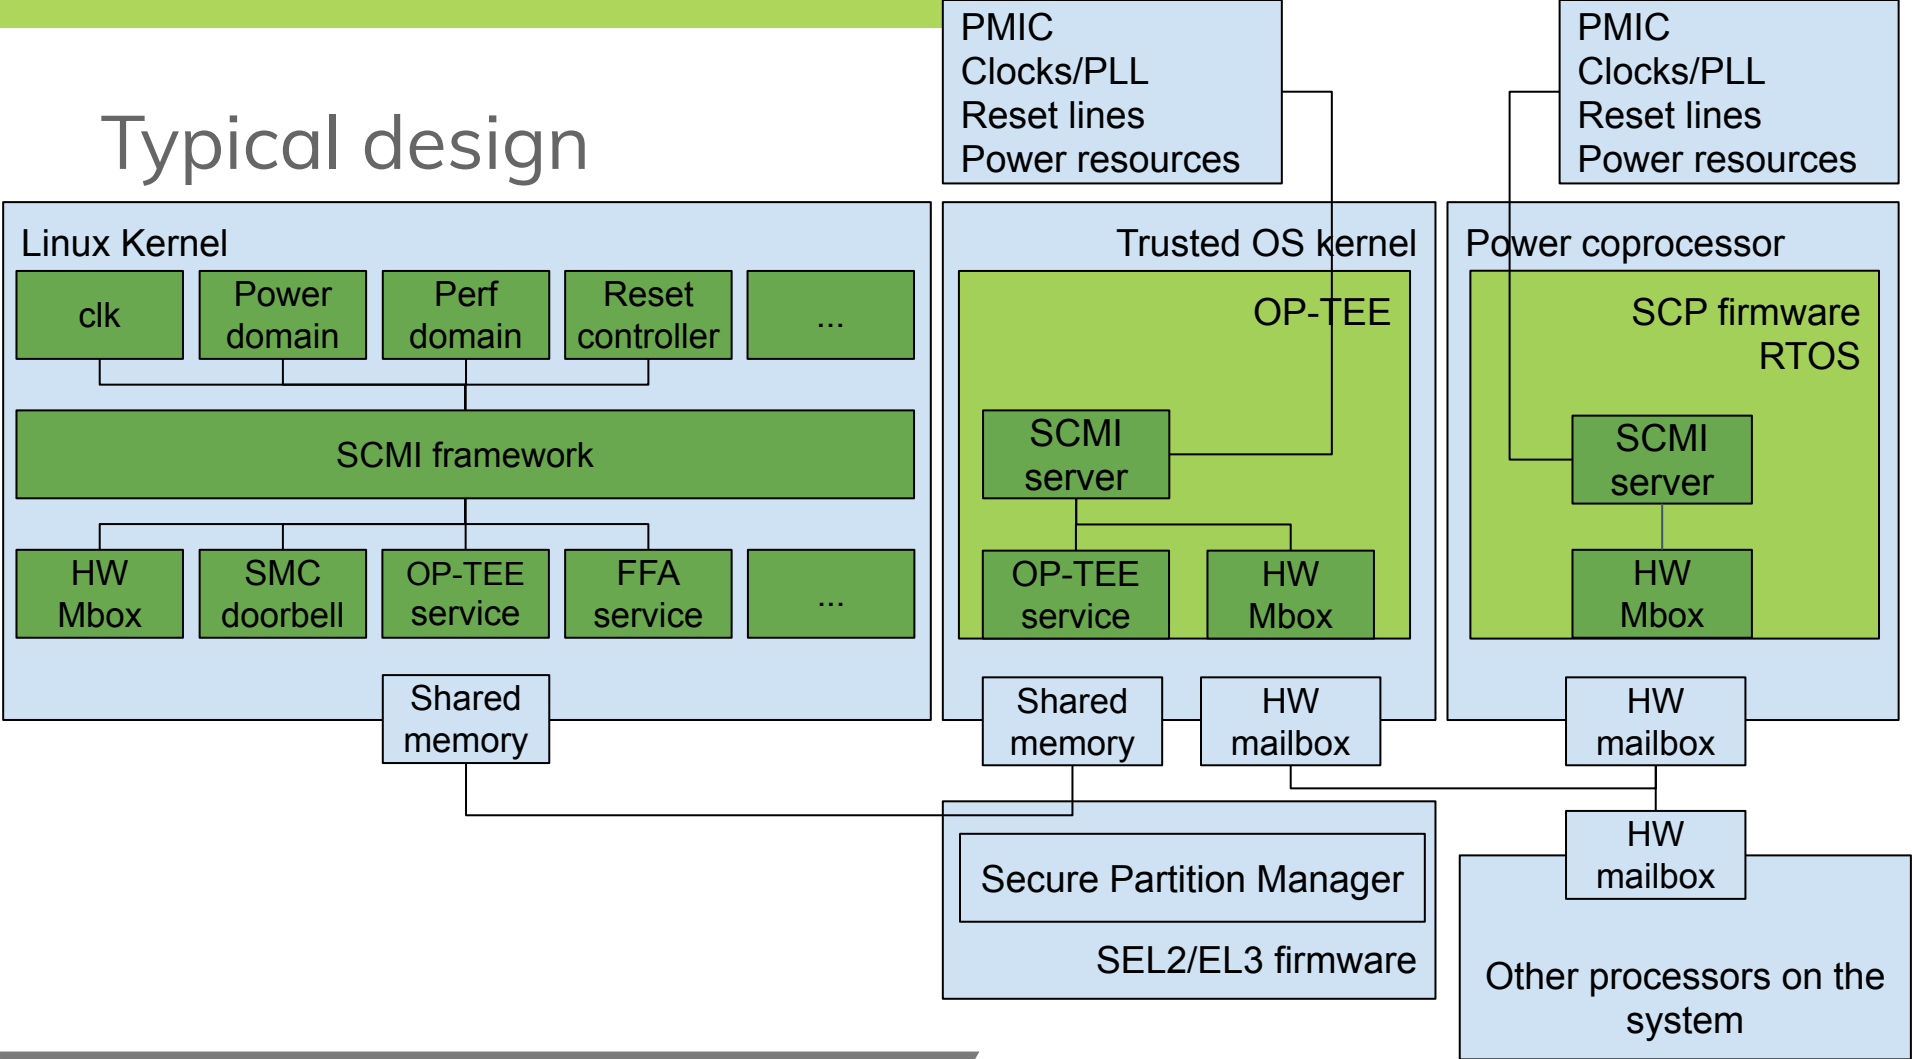 PMIC
Clocks/PLL
Reset lines
Power resources
PMIC
Clocks/PLL
Reset lines
Power resources
Typical design
Linux Kernel
clk
Power
domain
Perf
domain
Reset
controller
...
SCMI framework
HW
Mbox
SMC
doorbell
OP-TEE
service
FFA
service
...
Shared
memory
Trusted OS kernel
OP-TEE
SCMI
server
OP-TEE
service
HW
Mbox
Shared
memory
HW
mailbox
Power coprocessor
SCP firmware
RTOS
SCMI
server
HW
Mbox
HW
mailbox
Secure Partition Manager
SEL2/EL3 firmware
HW
mailbox
Other processors on the
system